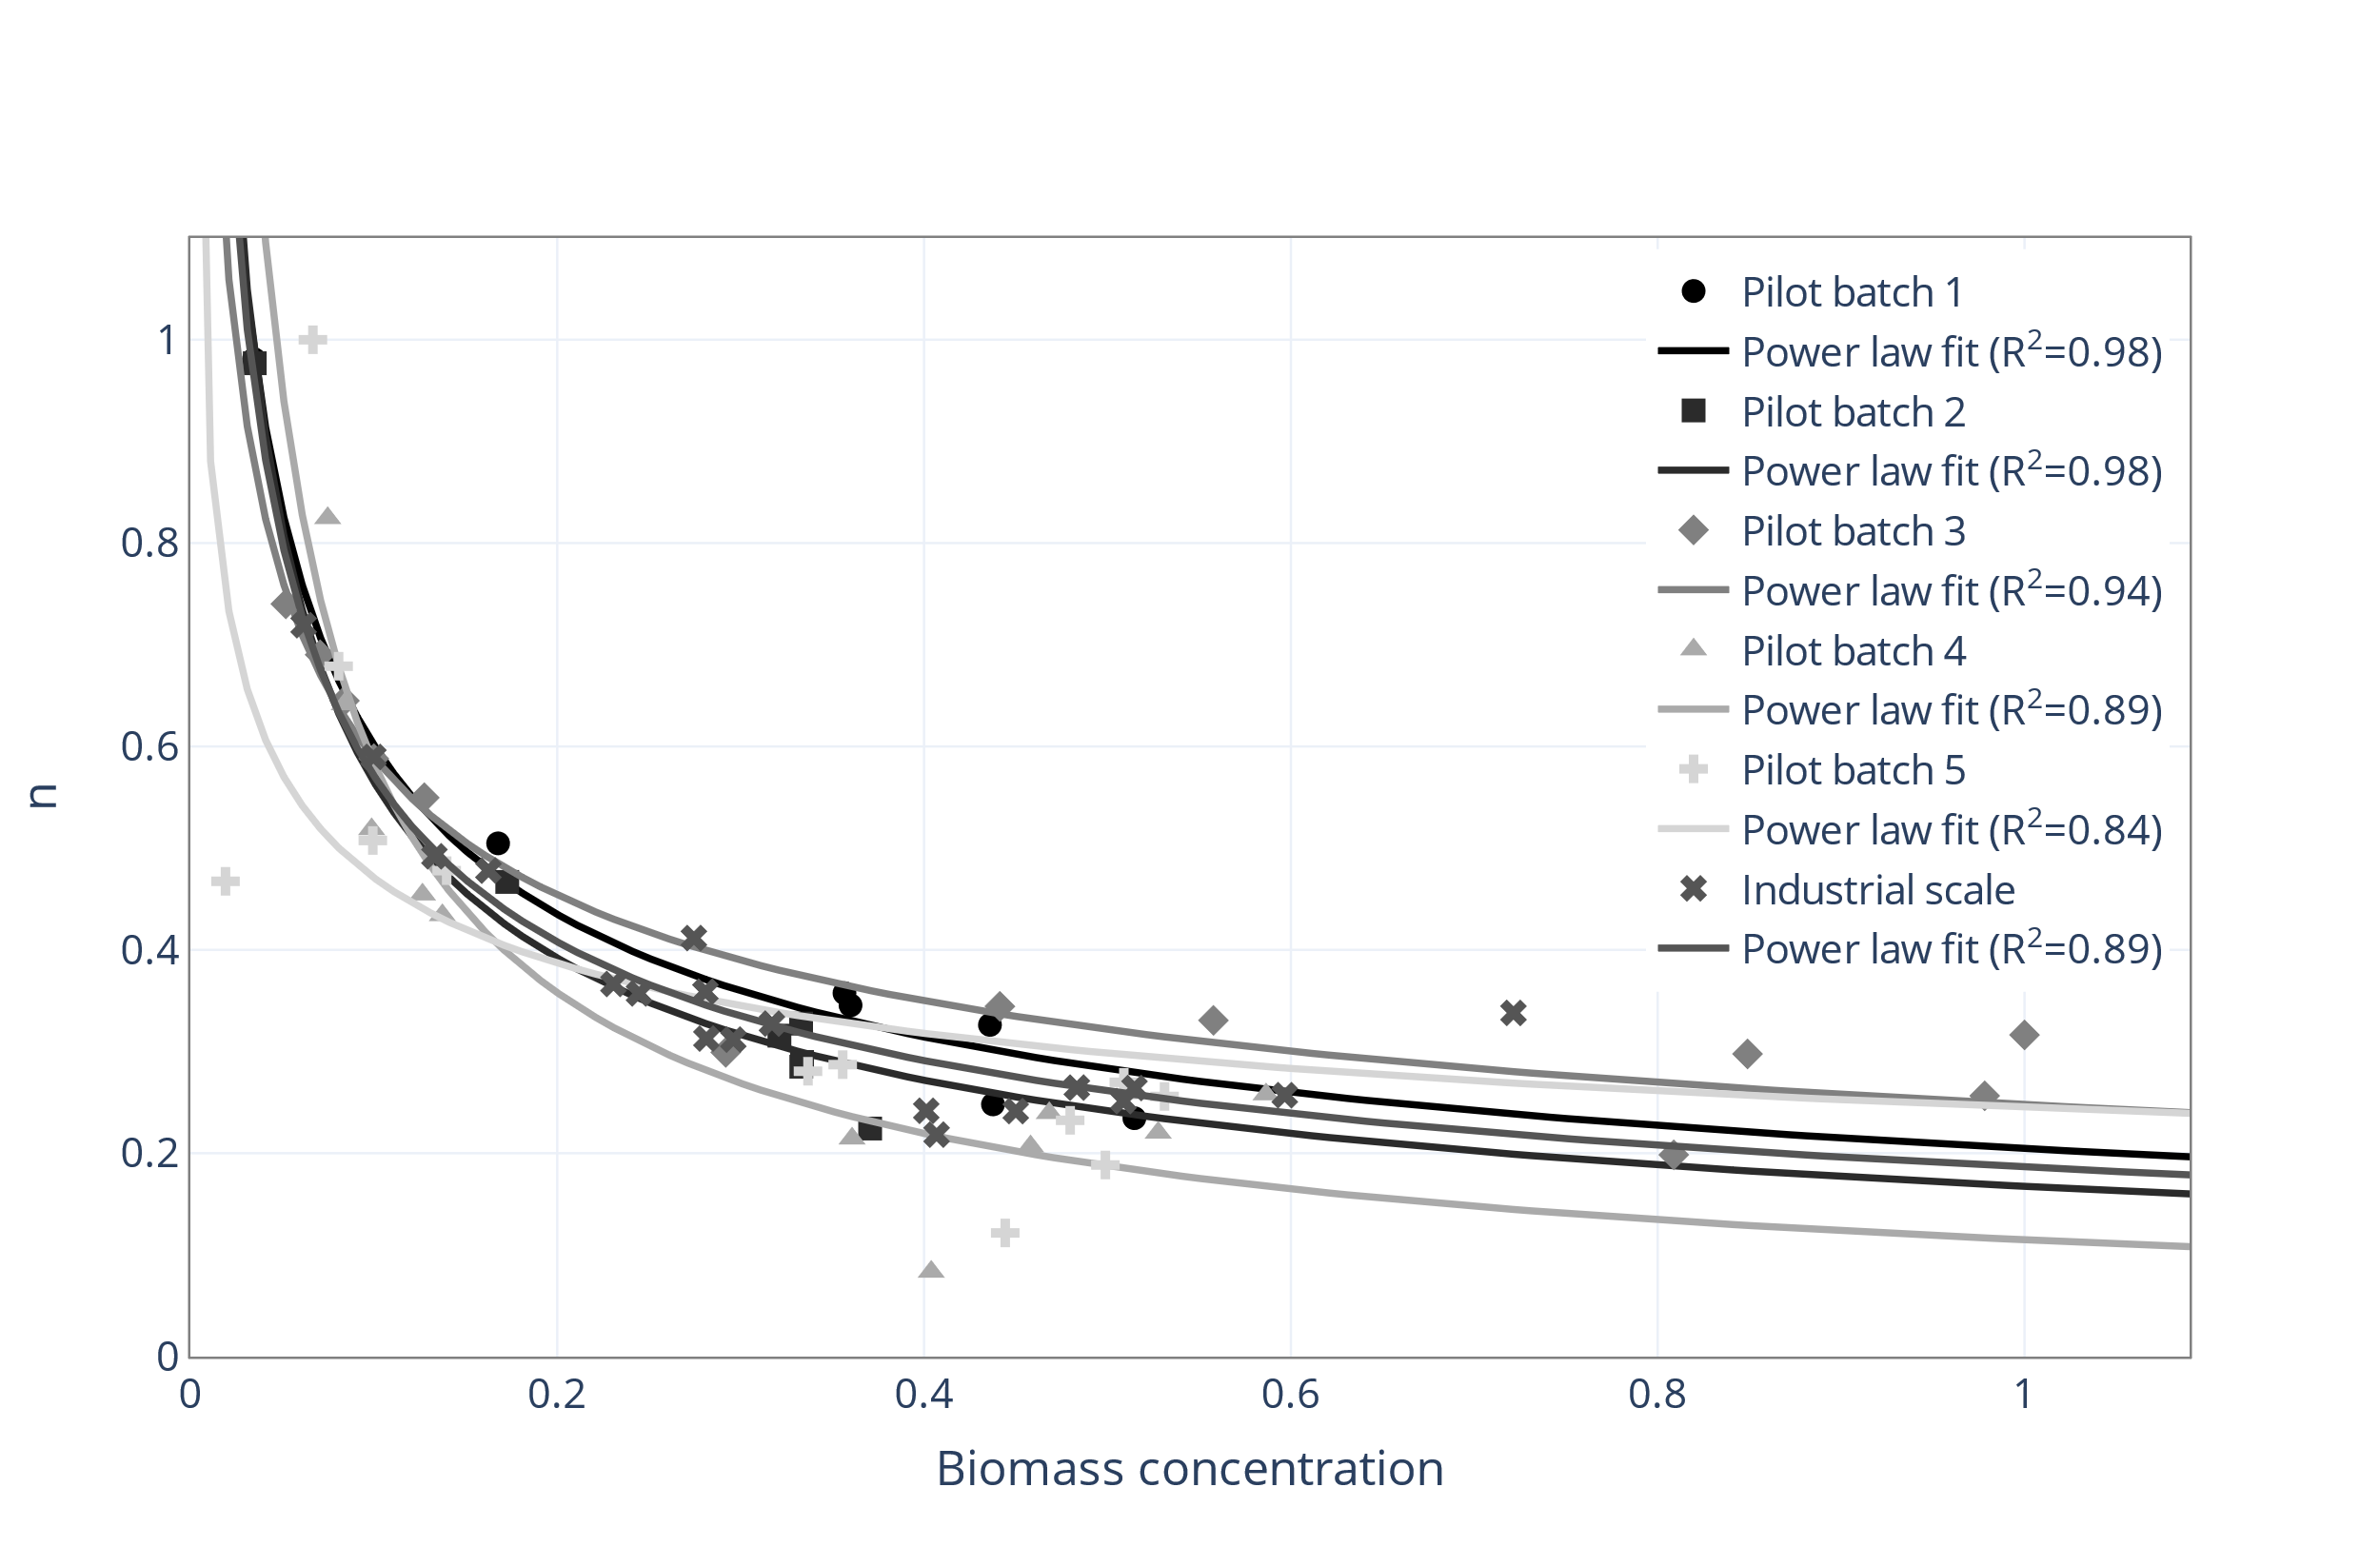 Pilot batch 1
1
Power law fit (R²=0.98)
Pilot batch 2
Power law fit (R²=0.98)
Pilot batch 3
0.8
Power law fit (R²=0.94)
Pilot batch 4
Power law fit (R²=0.89)
0.6
Pilot batch 5
n
Power law fit (R²=0.84)
Industrial scale
0.4
Power law fit (R²=0.89)
0.2
0
0 0.2 0.4 0.6 0.8 1
Biomass concentration